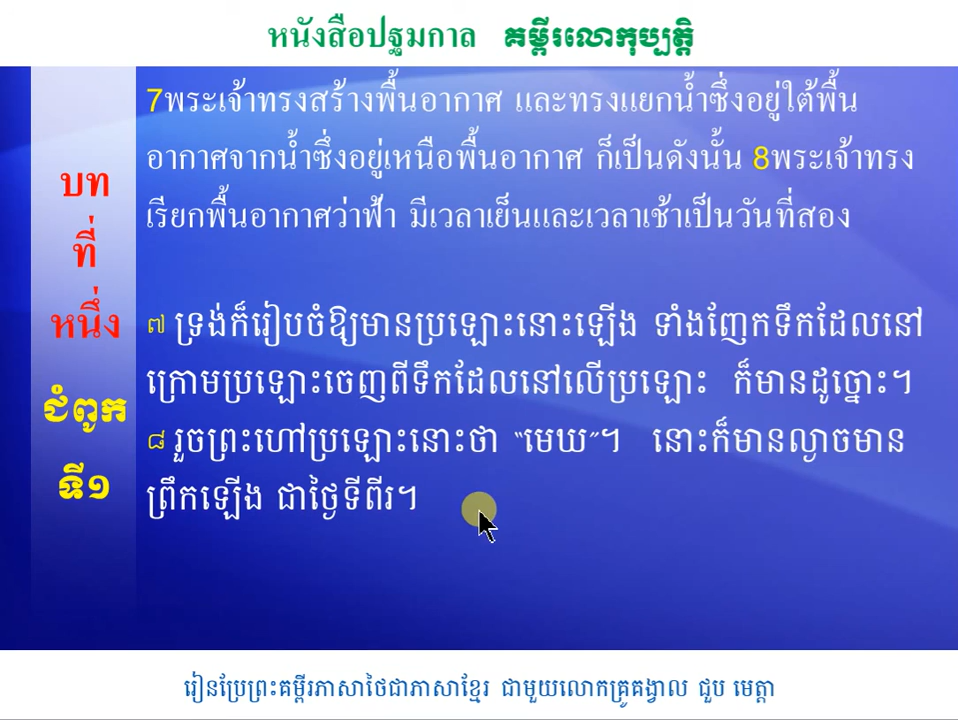 หนังสือปฐมกาล គម្ពីរលោកុប្បត្តិ
บท
ที่
หนึ่ง
ជំពូក
ទី១
7พระเจ้าทรงสร้างพื้นอากาศ และทรงแยกน้ำซึ่งอยู่ใต้พื้น
อากาศจากน้ำซึ่งอยู่เหนือพื้นอากาศ ก็เป็นดังนั้น 8พระเจ้าทรง
เรียกพื้นอากาศว่าฟ้า มีเวลาเย็นและเวลาเช้าเป็นวันที่สอง
៧ ទ្រង់ក៏រៀបចំឱ្យមានប្រឡោះនោះឡើង ទាំងញែកទឹកដែលនៅ
ក្រោមប្រឡោះចេញពីទឹកដែលនៅលើប្រឡោះ ក៏មានដូច្នោះ។
៨ រួចព្រះហៅប្រឡោះនោះថា “មេឃ”។ នោះក៏មានល្ងាចមាន
ព្រឹកឡើង ជាថ្ងៃទីពីរ។
រៀនប្រែព្រះគម្ពីរភាសាថៃជាភាសាខ្មែរ ជាមួយលោកគ្រូគង្វាល ជួប មេត្តា